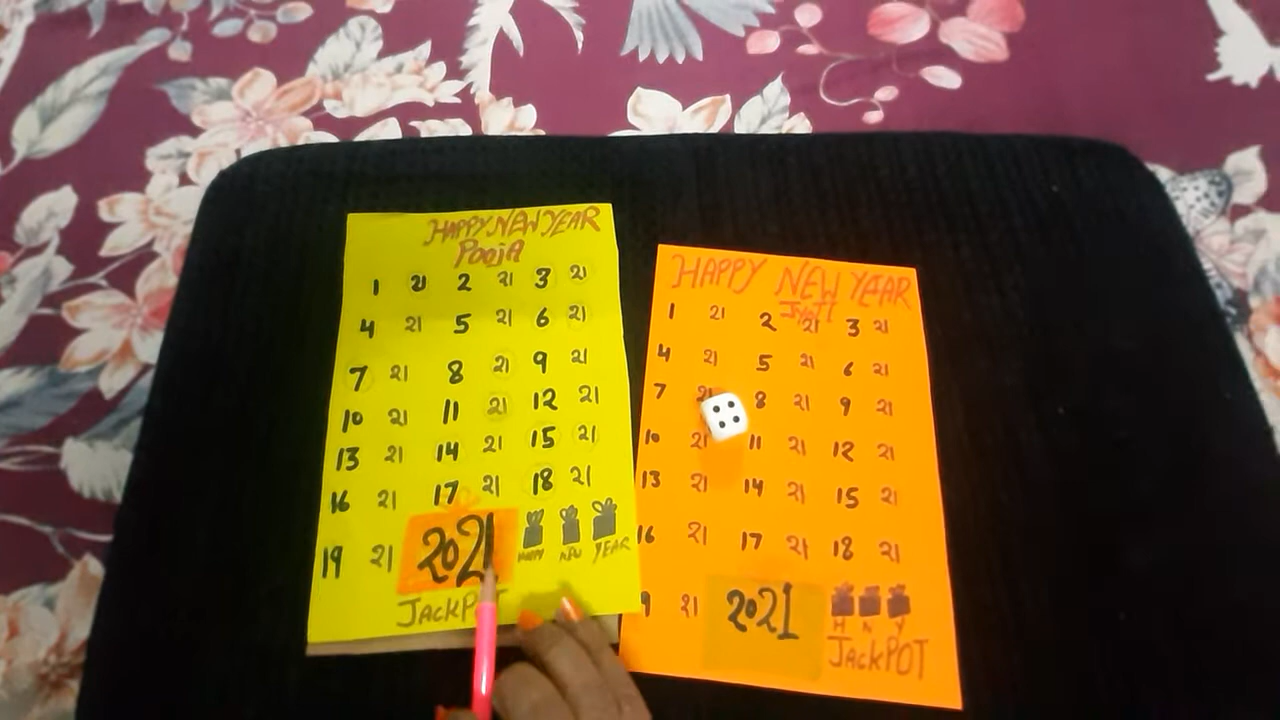 HAPPY NEW YEAR
POOJA
1 21 2 21 3 21
4 21 5 21 6 21
7 21 8 21 9 21
10 21 11 21 12 21
13 21 14 21 15 21
16 21 17 21 18 21
19 21 2021 HAPPY NEW YEAR
JACKPOT
HAPPY NEW YEAR
JYOTI
1 21 2 21 3 21
4 21 5 21 6 21
7 21 8 21 9 21
10 21 11 21 12 21
13 21 14 21 15 21
16 21 17 21 18 21
9 21 2021 H N Y
JACKPOT